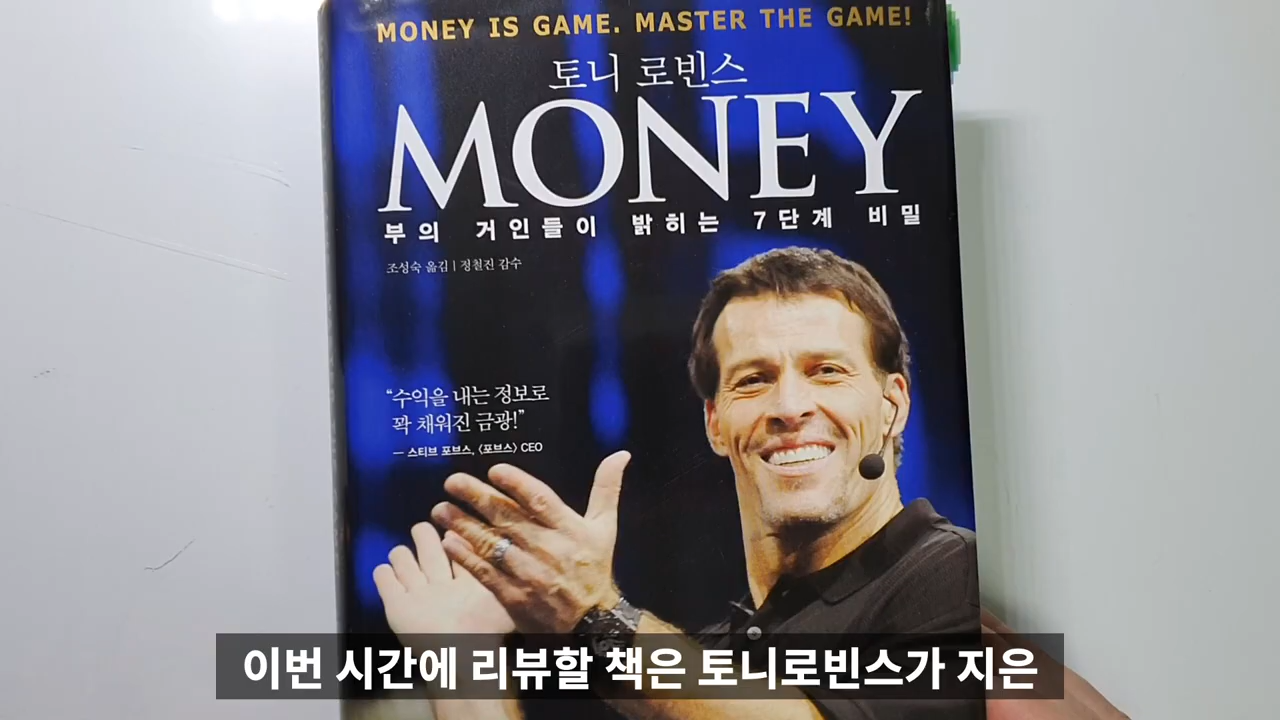 MONEY IS GAME. MASTER THE GAME!
토니 로빈스
MONEY
부의 거인들이 밝히는 7단계 비밀
조성숙 옮김 | 정철진 감수
“수익을 내는 정보로
꽉 채워진 금광!”
— 스티브 포브스, 〈포브스〉 CEO
이번 시간에 리뷰할 책은 토니로빈스가 지은